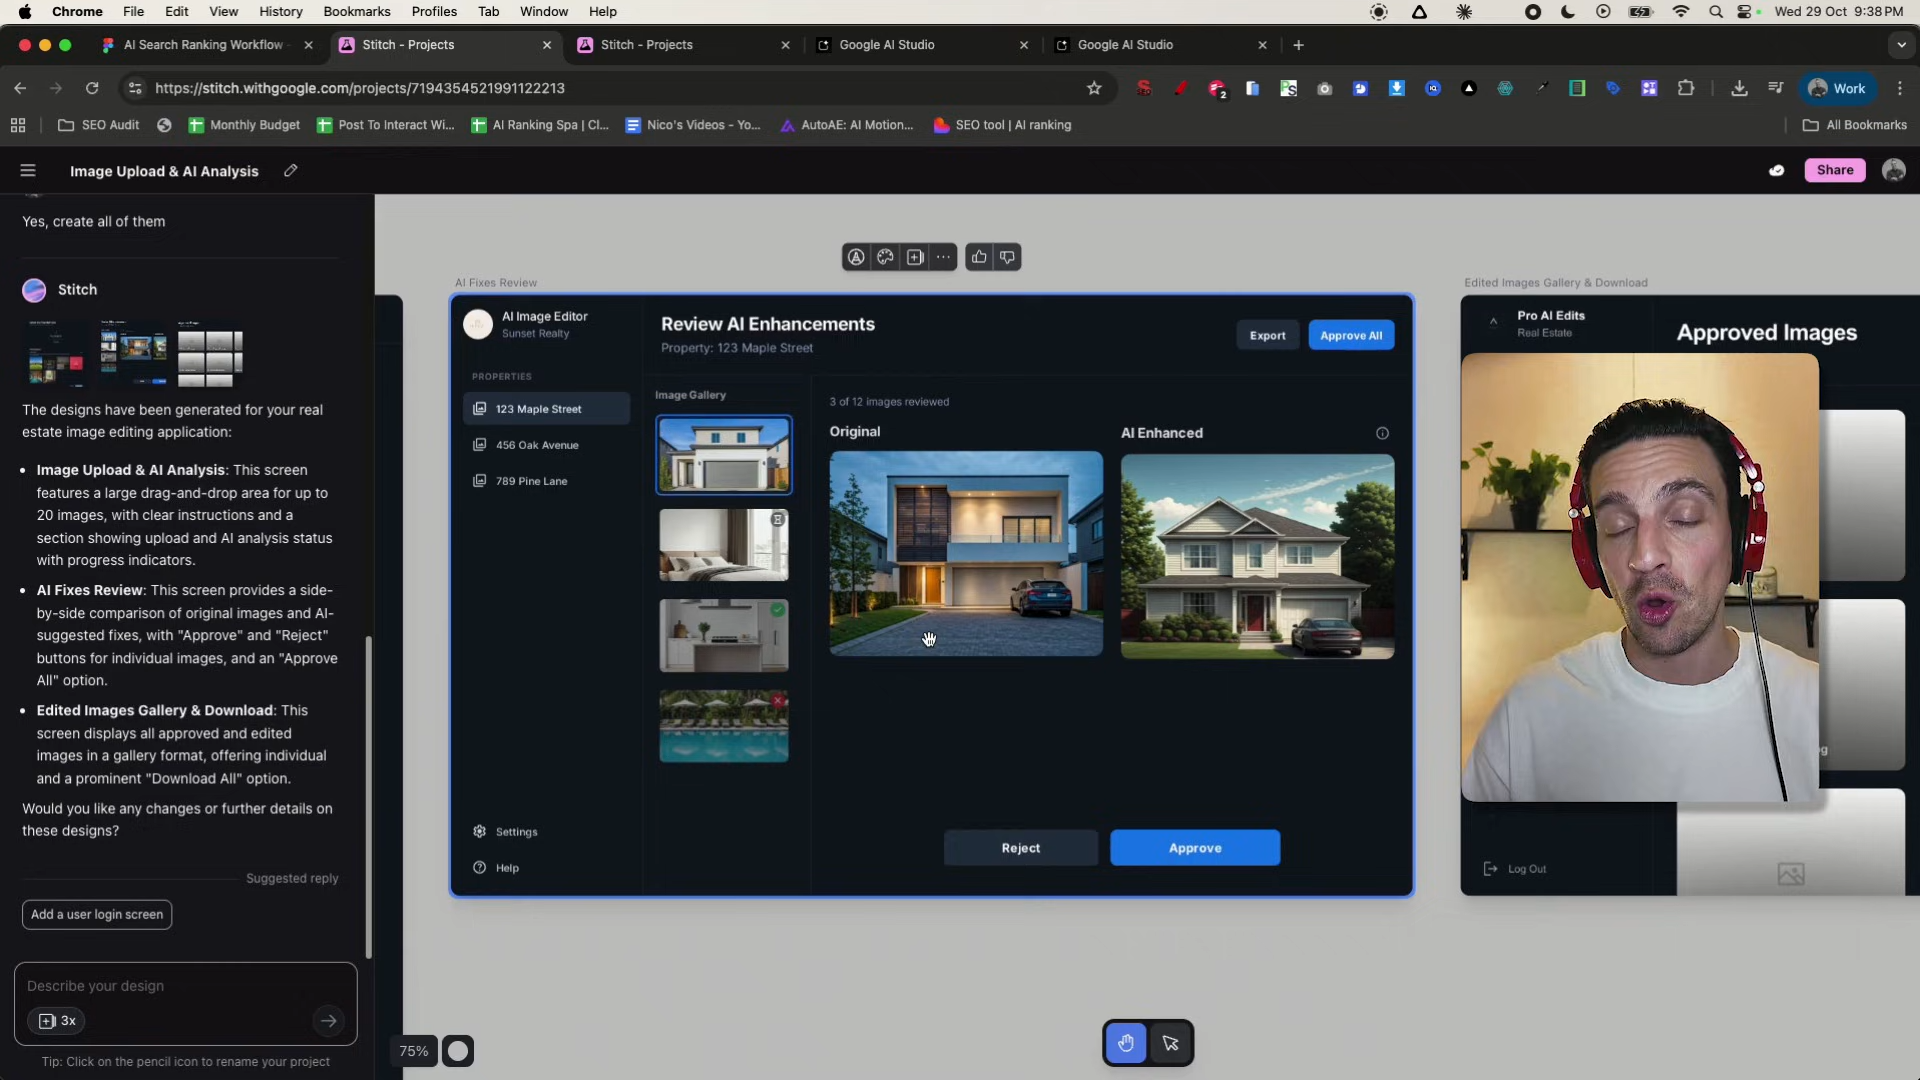 Chrome File Edit View History Bookmarks Profiles Tab Window Help
Wed 29 Oct 9:38 PM
AI Search Ranking Workflow
Stitch - Projects
Stitch - Projects
Google AI Studio
Google AI Studio
https://stitch.withgoogle.com/projects/7194354521991122213
2
Work
SEO Audit
Monthly Budget
Post To Interact Wi...
AI Ranking Spa | Cl...
Nico's Videos - Yo...
AutoAE: AI Motion...
SEO tool | AI ranking
All Bookmarks
Image Upload & AI Analysis
Share
Yes, create all of them
Stitch
The designs have been generated for your real
estate image editing application:
• Image Upload & AI Analysis: This screen
features a large drag-and-drop area for up to
20 images, with clear instructions and a
section showing upload and AI analysis status
with progress indicators.
• AI Fixes Review: This screen provides a side-
by-side comparison of original images and AI-
suggested fixes, with "Approve" and "Reject"
buttons for individual images, and an "Approve
All" option.
• Edited Images Gallery & Download: This
screen displays all approved and edited
images in a gallery format, offering individual
and a prominent "Download All" option.
Would you like any changes or further details on
these designs?
Suggested reply
Add a user login screen
Describe your design
3x
Tip: Click on the pencil icon to rename your project
AI Fixes Review
AI Image Editor
Sunset Realty
PROPERTIES
123 Maple Street
456 Oak Avenue
789 Pine Lane
Settings
Help
Review AI Enhancements
Property: 123 Maple Street
Export
Approve All
Image Gallery
3 of 12 images reviewed
Original
AI Enhanced
Reject
Approve
75%
Edited Images Gallery & Download
Pro AI Edits
Real Estate
Approved Images
Log Out